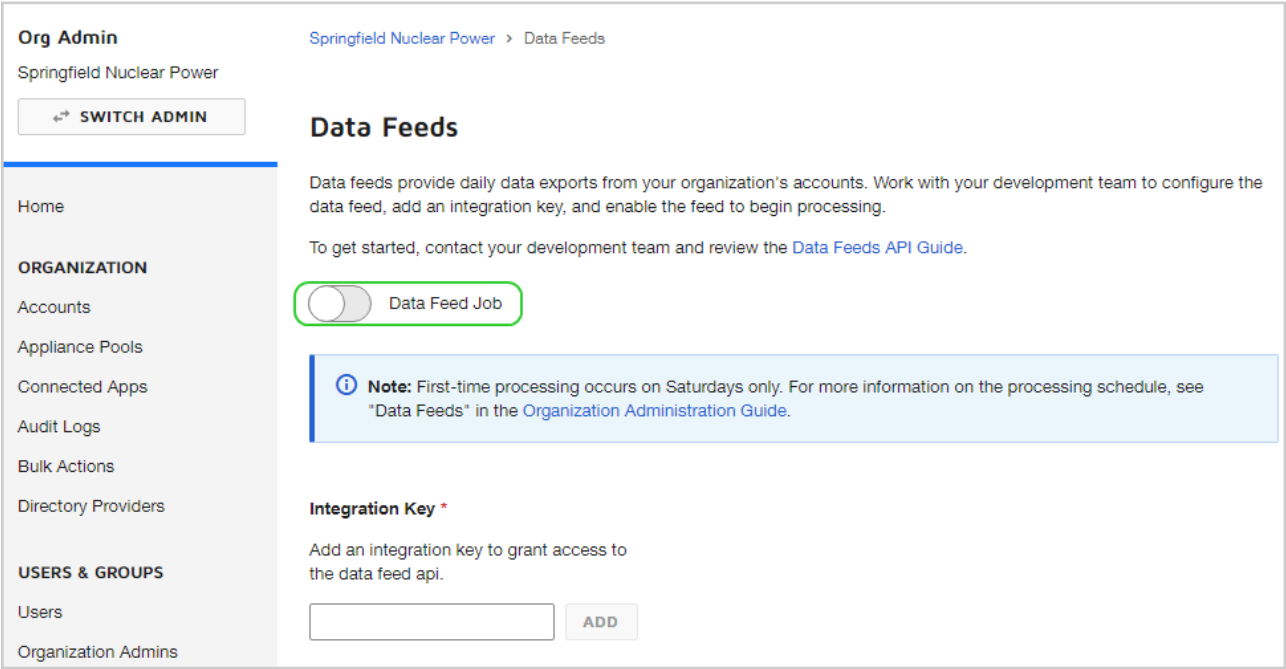 Org Admin
Springfield Nuclear Power
SWITCH ADMIN
Home
ORGANIZATION
Accounts
Appliance Pools
Connected Apps
Audit Logs
Bulk Actions
Directory Providers
USERS & GROUPS
Users
Organization Admins
Springfield Nuclear Power > Data Feeds
Data Feeds
Data feeds provide daily data exports from your organization's accounts. Work with your development team to configure the
data feed, add an integration key, and enable the feed to begin processing.
To get started, contact your development team and review the Data Feeds API Guide.
Data Feed Job
Note: First-time processing occurs on Saturdays only. For more information on the processing schedule, see
"Data Feeds" in the Organization Administration Guide.
Integration Key *
Add an integration key to grant access to
the data feed api.
ADD